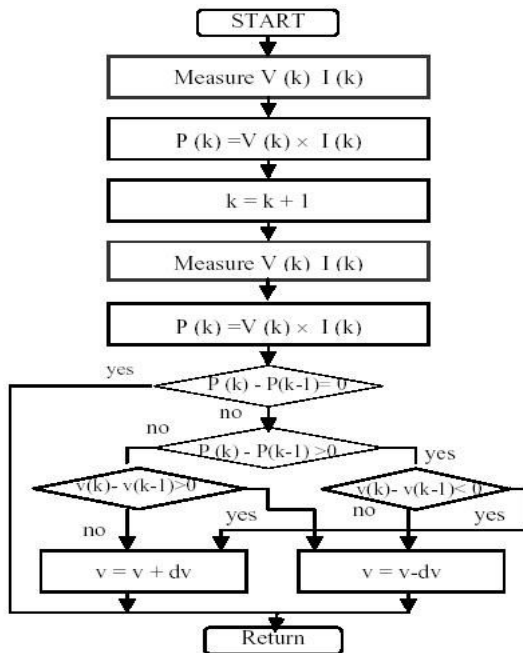 START
Measure V (k) I (k)
P (k) =V (k) × I (k)
k = k + 1
Measure V (k) I (k)
P (k) =V (k) × I (k)
yes
P (k) - P(k-1)= 0
no
no
P (k) - P(k-1) >0
yes
v(k)- v(k-1)>0
v(k)- v(k-1)< 0
no
yes
no
yes
v = v + dv
v = v-dv
Return